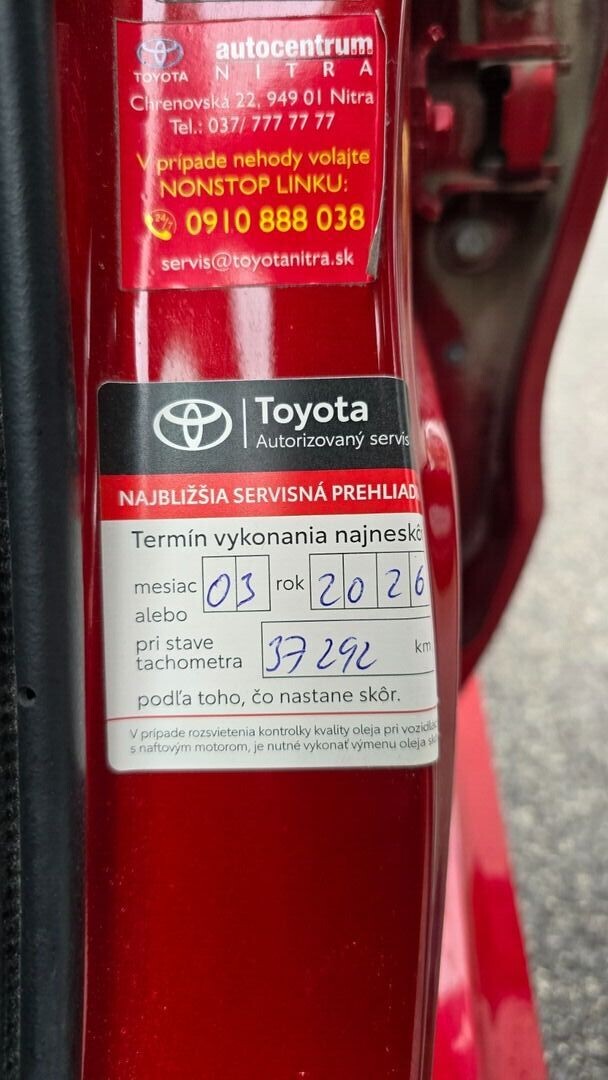 autocentrum
TOYOTA NITRA
Chrenovská 22, 949 01 Nitra
Tel.: 037/ 777 77 77
V prípade nehody volajte
NONSTOP LINKU:
24/7 0910 888 038
servis@toyotanitra.sk
Toyota
Autorizovaný servis
NAJBLIŽŠIA SERVISNÁ
Termín vykonania
mesiac 03 rok 2026
alebo
pri stave
tachometra 37 292 km
podľa toho, čo nastane skôr.
V prípade rozsvietenia kontrolky kvality oleja pri
s naftovým motorom, je nutné vykonať výmenu oleja